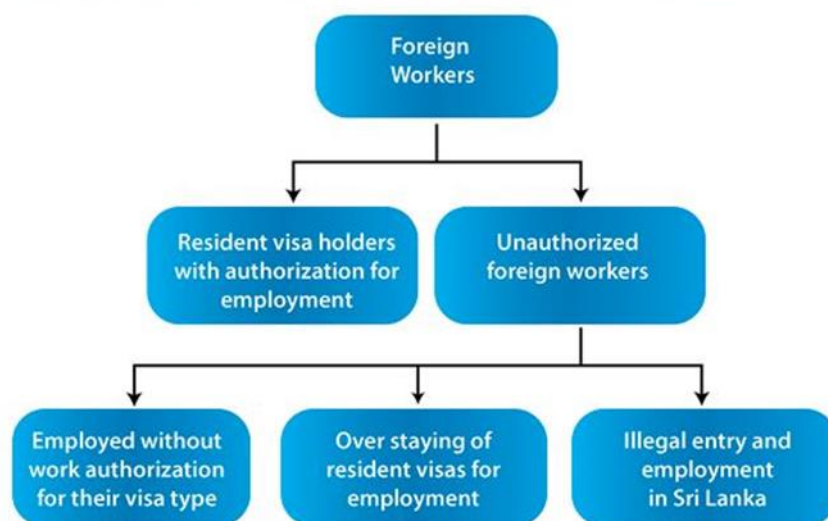 Foreign
Workers
Resident visa holders
with authorization for
employment
Unauthorized
foreign workers
Employed without
work authorization
for their visa type
Over staying of
resident visas for
employment
Illegal entry and
employment
in Sri Lanka